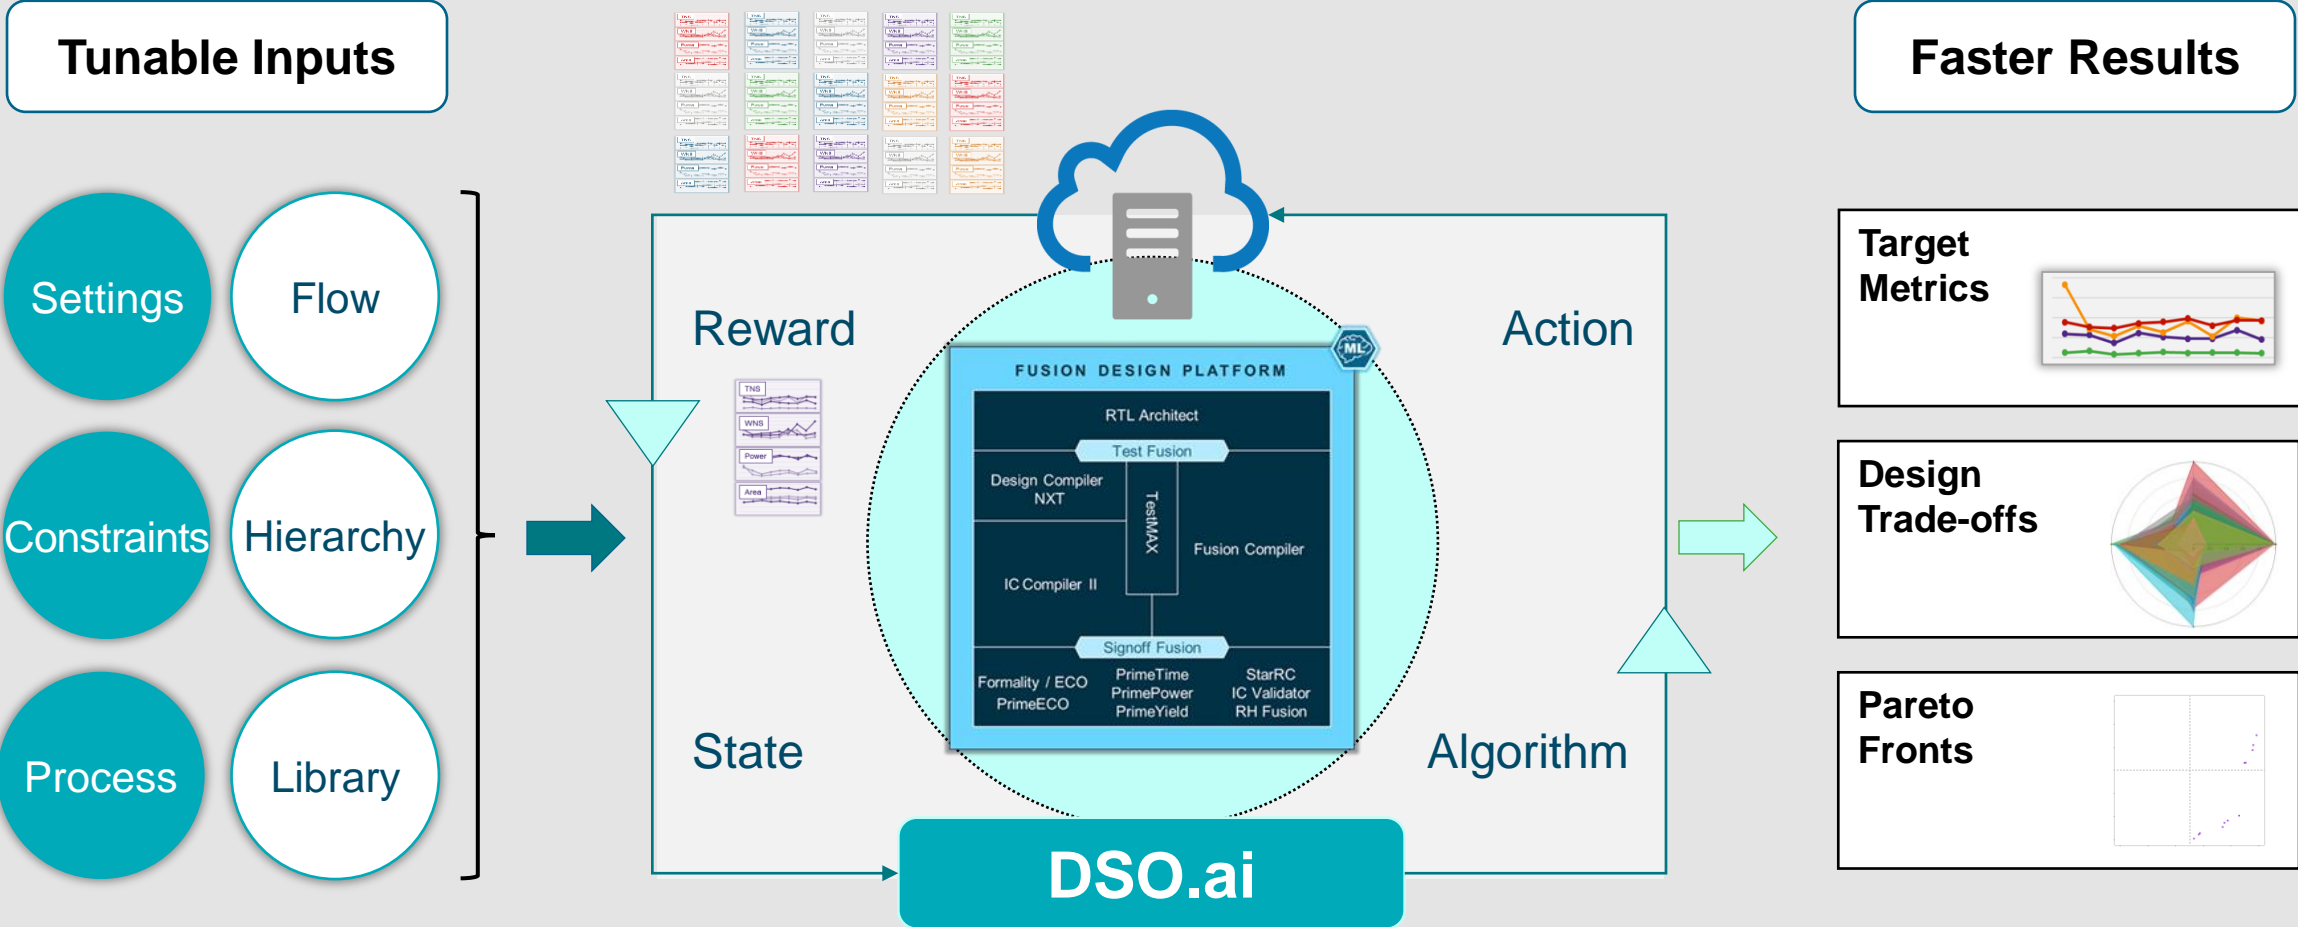 Tunable Inputs
Faster Results
Settings
Flow
Constraints
Hierarchy
Process
Library
Reward
Action
State
Algorithm
TNS
WNS
Power
Area
ML
FUSION DESIGN PLATFORM
RTL Architect
Test Fusion
Design Compiler
NXT
TestMAX
Fusion Compiler
IC Compiler II
Signoff Fusion
Formality / ECO
PrimeECO
PrimeTime
PrimePower
PrimeYield
StarRC
IC Validator
RH Fusion
DSO.ai
Target
Metrics
Design
Trade-offs
Pareto
Fronts